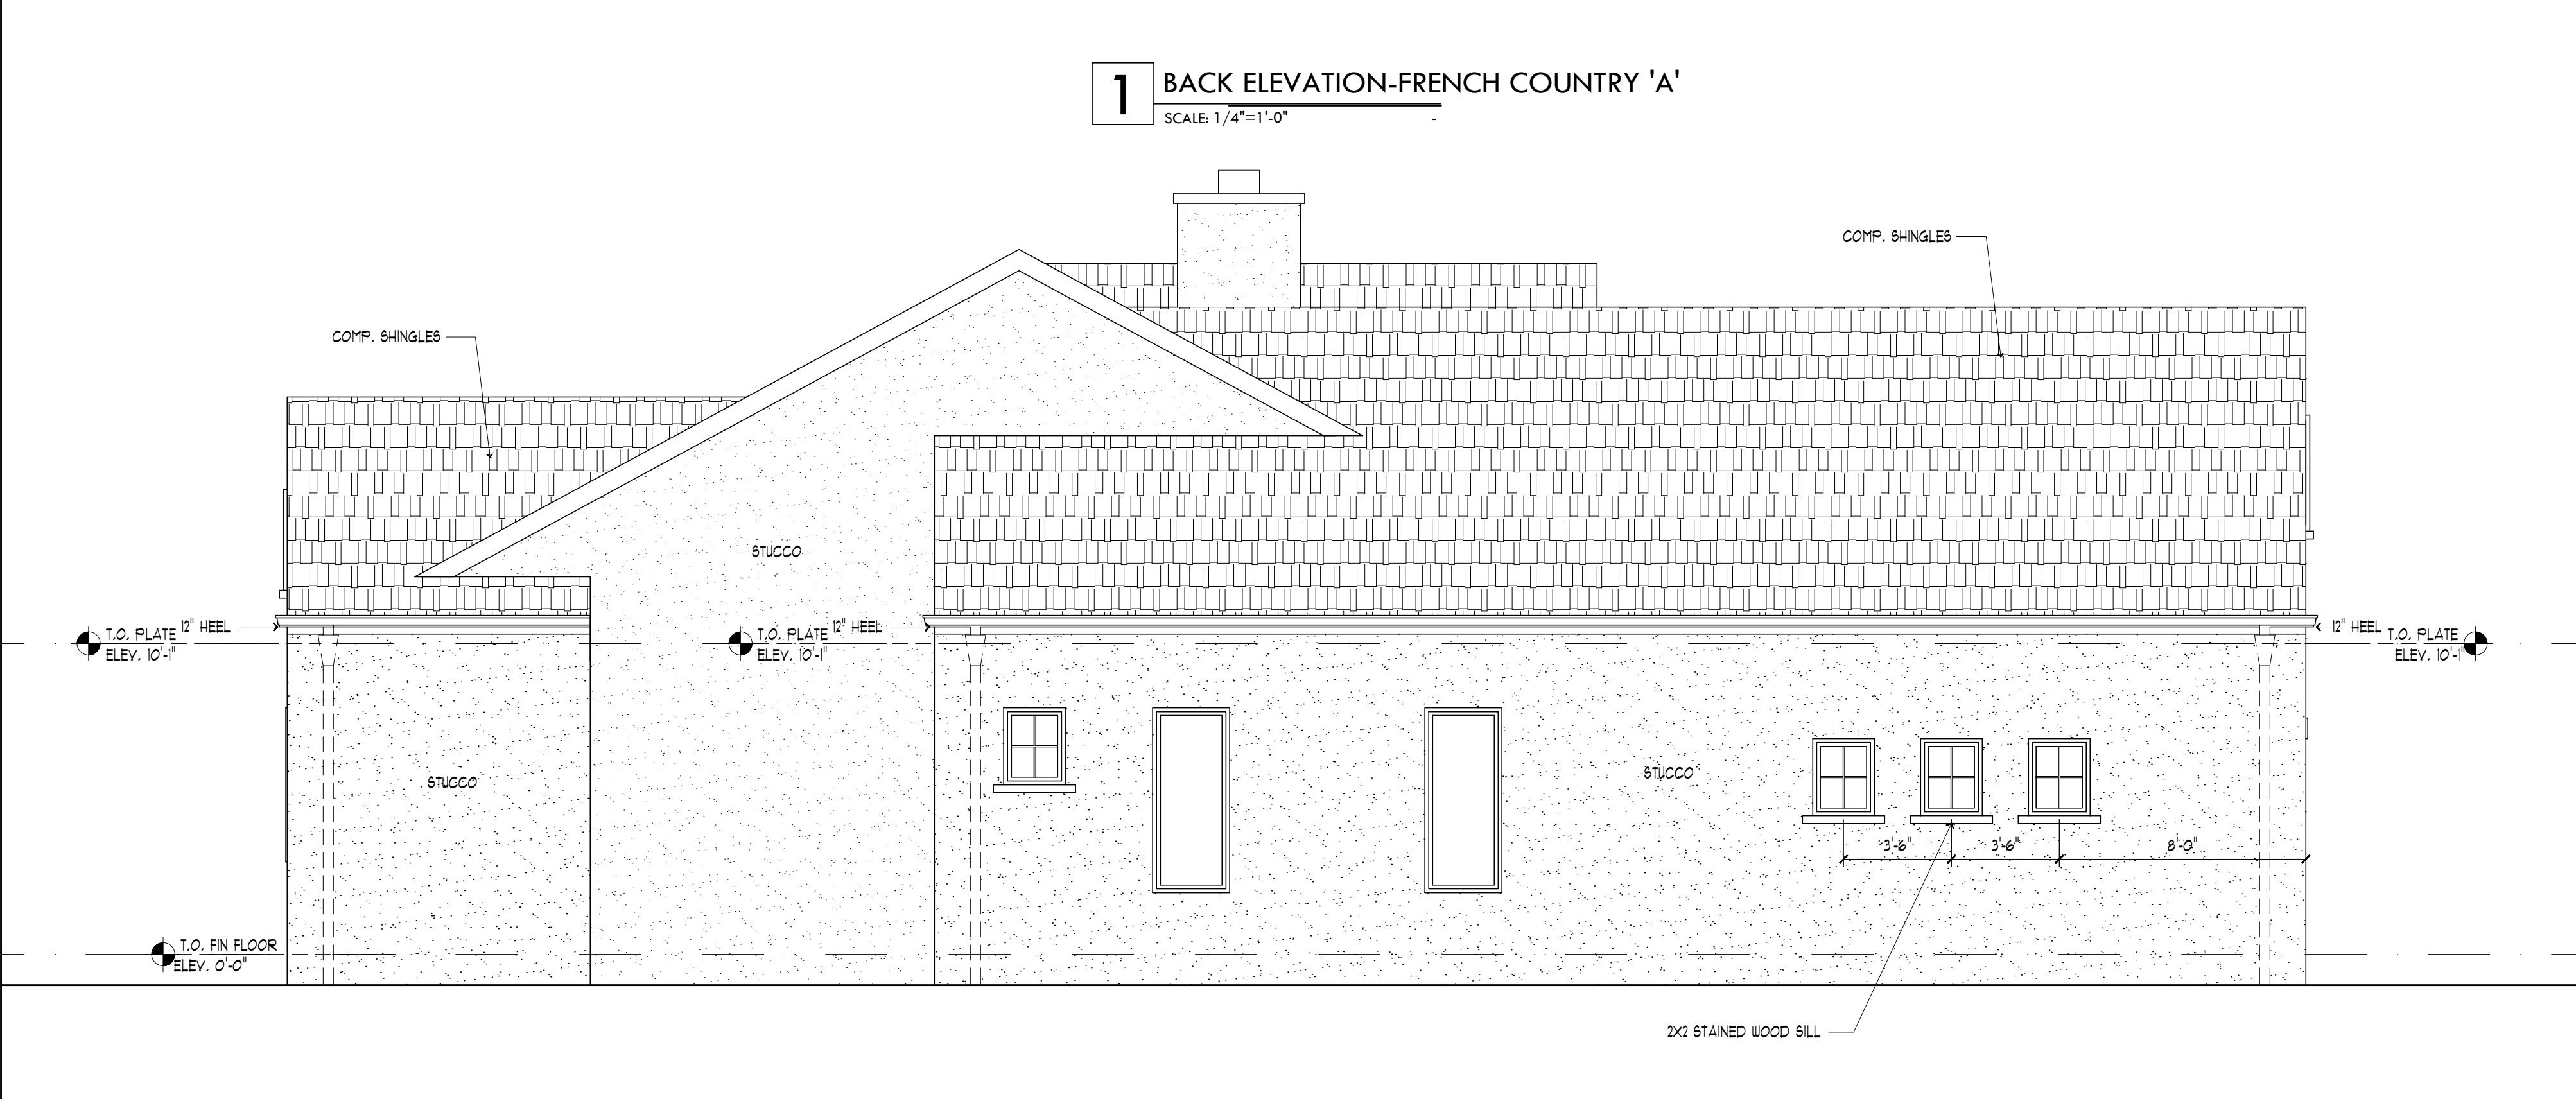 1
BACK ELEVATION-FRENCH COUNTRY 'A'
SCALE: 1/4"=1'-0"
-
COMP. SHINGLES
COMP. SHINGLES
STUCCO
12" HEEL
T.O. PLATE
ELEV. 10'-1"
12" HEEL
T.O. PLATE
ELEV. 10'-1"
12" HEEL
T.O. PLATE
ELEV. 10'-1"
STUCCO
STUCCO
3'-6"
3'-6"
8'-0"
T.O. FIN FLOOR
ELEV. 0'-0"
2X2 STAINED WOOD SILL